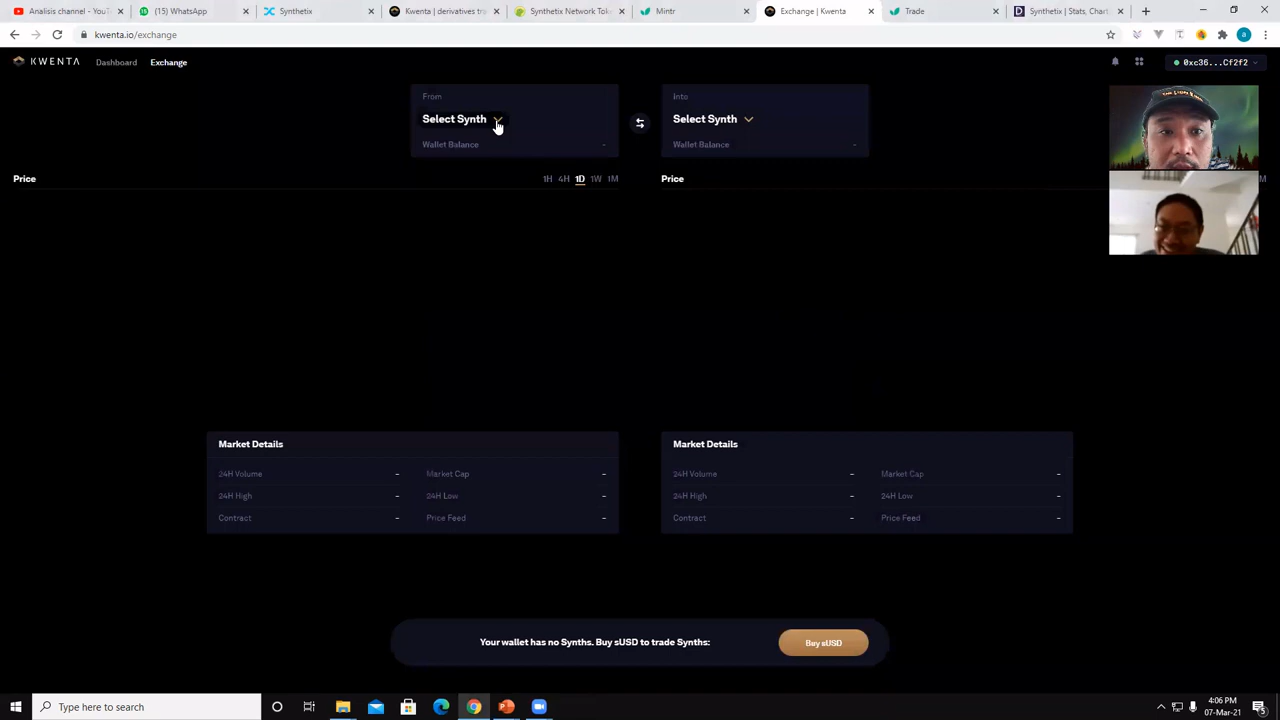 Analisis channel - YouT
(15) WhatsApp
Synthetix
Kwenta | derivatives tra
Synthetix Network Toke
Mintr
Exchange | Kwenta
Trade
Synthetix | Stats, Chart
kwenta.io/exchange
KWENTA
Dashboard
Exchange
0xc36...Cf2f2
From
Into
Select Synth
Select Synth
Wallet Balance -
Wallet Balance -
Price
1H 4H 1D 1W 1M
Price
M
Market Details
Market Details
24H Volume - Market Cap -
24H Volume - Market Cap -
24H High - 24H Low -
24H High - 24H Low -
Contract - Price Feed -
Contract - Price Feed -
Your wallet has no Synths. Buy sUSD to trade Synths:
Buy sUSD
Type here to search
4:06 PM
07-Mar-21